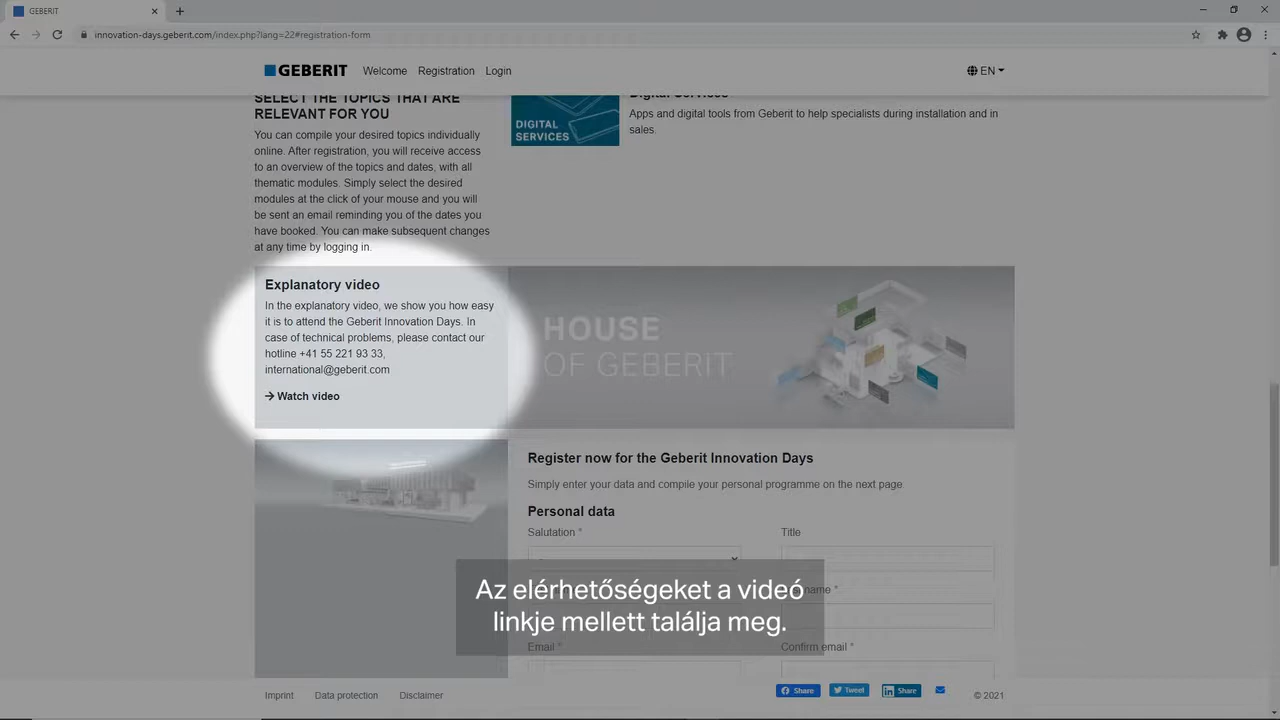 GEBERIT
innovation-days.geberit.com/index.php?lang=22#registration-form
GEBERIT
Welcome
Registration
Login
EN
SELECT THE TOPICS THAT ARE
RELEVANT FOR YOU
You can compile your desired topics individually
online. After registration, you will receive access
to an overview of the topics and dates, with all
thematic modules. Simply select the desired
modules at the click of your mouse and you will
be sent an email reminding you of the dates you
have booked. You can make subsequent changes
at any time by logging in.
DIGITAL
SERVICES
Digital Services
Apps and digital tools from Geberit to help specialists during installation and in
sales.
Explanatory video
In the explanatory video, we show you how easy
it is to attend the Geberit Innovation Days. In
case of technical problems, please contact our
hotline +41 55 221 93 33,
international@geberit.com
→ Watch video
HOUSE
OF GEBERIT
Register now for the Geberit Innovation Days
Simply enter your data and compile your personal programme on the next page.
Personal data
Salutation *
Title
name *
Email *
Confirm email *
Az elérhetőségeket a videó
linkje mellett találja meg.
Imprint
Data protection
Disclaimer
Share
Tweet
Share
© 2021